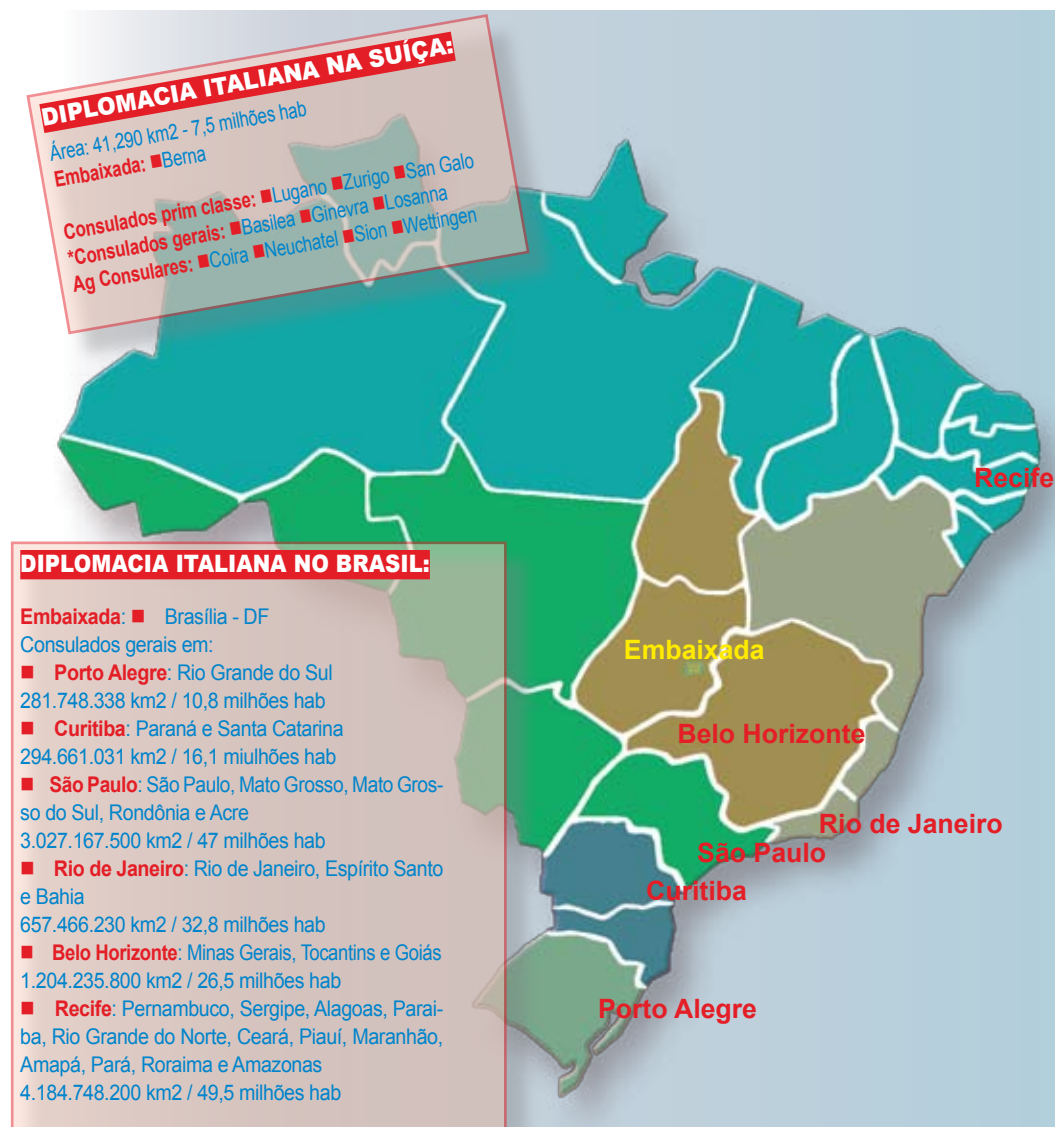 DIPLOMACIA ITALIANA NA SUÍÇA:
Área: 41,290 km2 - 7,5 milhões hab
Embaixada: ■Berna
Consulados prim classe: ■Lugano ■Zurigo ■San Galo
*Consulados gerais: ■Basilea ■Ginevra ■Losanna
Ag Consulares: ■Coira ■Neuchatel ■Sion ■Wettingen
Recife
Embaixada
Belo Horizonte
Rio de Janeiro
São Paulo
Curitiba
Porto Alegre
DIPLOMACIA ITALIANA NO BRASIL:
Embaixada: ■ Brasília - DF
Consulados gerais em:
■ Porto Alegre: Rio Grande do Sul
281.748.338 km2 / 10,8 milhões hab
■ Curitiba: Paraná e Santa Catarina
294.661.031 km2 / 16,1 miulhões hab
■ São Paulo: São Paulo, Mato Grosso, Mato Gros-
so do Sul, Rondônia e Acre
3.027.167.500 km2 / 47 milhões hab
■ Rio de Janeiro: Rio de Janeiro, Espírito Santo
e Bahia
657.466.230 km2 / 32,8 milhões hab
■ Belo Horizonte: Minas Gerais, Tocantins e Goiás
1.204.235.800 km2 / 26,5 milhões hab
■ Recife: Pernambuco, Sergipe, Alagoas, Parai-
ba, Rio Grande do Norte, Ceará, Piauí, Maranhão,
Amapá, Pará, Roraima e Amazonas
4.184.748.200 km2 / 49,5 milhões hab